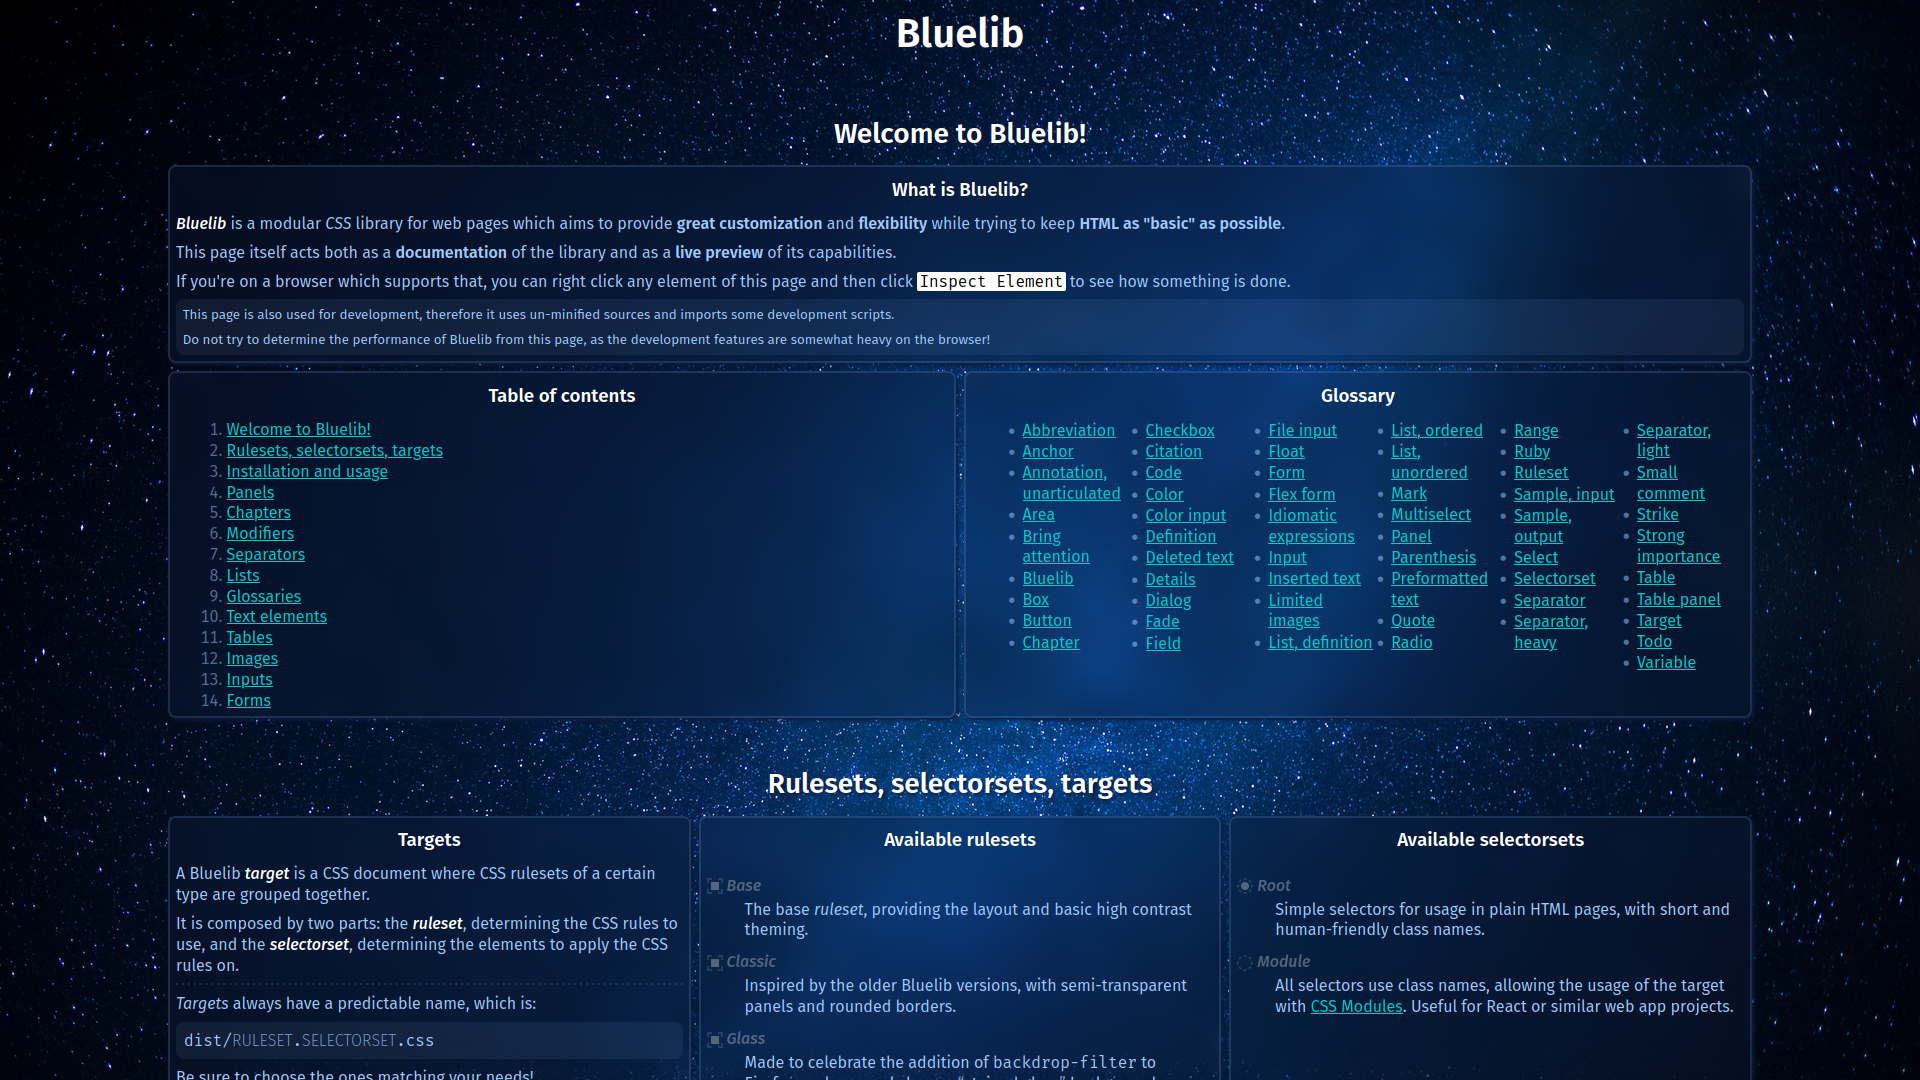 Bluelib
Welcome to Bluelib!
What is Bluelib?
Bluelib is a modular CSS library for web pages which aims to provide great customization and flexibility while trying to keep HTML as "basic" as possible.
This page itself acts both as a documentation of the library and as a live preview of its capabilities.
If you're on a browser which supports that, you can right click any element of this page and then click Inspect Element to see how something is done.
This page is also used for development, therefore it uses un-minified sources and imports some development scripts.
Do not try to determine the performance of Bluelib from this page, as the development features are somewhat heavy on the browser!
Table of contents
1. Welcome to Bluelib!
2. Rulesets, selectorsets, targets
3. Installation and usage
4. Panels
5. Chapters
6. Modifiers
7. Separators
8. Lists
9. Glossaries
10. Text elements
11. Tables
12. Images
13. Inputs
14. Forms
Glossary
Abbreviation
Anchor
Annotation,
unarticulated
Area
Bring
attention
Bluelib
Box
Button
Chapter
Checkbox
Citation
Code
Color
Color input
Definition
Deleted text
Details
Dialog
Fade
Field
File input
Float
Form
Flex form
Idiomatic
expressions
Input
Inserted text
Limited
images
List, definition
List, ordered
List,
unordered
Mark
Multiselect
Panel
Parenthesis
Preformatted
text
Quote
Radio
Range
Ruby
Ruleset
Sample, input
Sample,
output
Select
Selectorset
Separator
Separator,
heavy
Separator,
light
Small
comment
Strike
Strong
importance
Table
Table panel
Target
Todo
Variable
Rulesets, selectorsets, targets
Targets
A Bluelib target is a CSS document where CSS rulesets of a certain
type are grouped together.
It is composed by two parts: the ruleset, determining the CSS rules to
use, and the selectorset, determining the elements to apply the CSS
rules on.
Targets always have a predictable name, which is:
dist/RULESET.SELECTORSET.css
Be sure to choose the ones matching your needs!
Available rulesets
Base
The base ruleset, providing the layout and basic high contrast
theming.
Classic
Inspired by the older Bluelib versions, with semi-transparent
panels and rounded borders.
Glass
Made to celebrate the addition of backdrop-filter to
Available selectorsets
Root
Simple selectors for usage in plain HTML pages, with short and
human-friendly class names.
Module
All selectors use class names, allowing the usage of the target
with CSS Modules. Useful for React or similar web app projects.